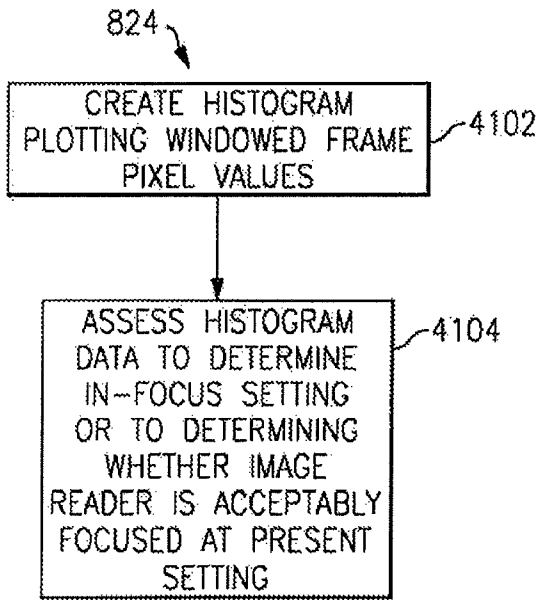 824
CREATE HISTOGRAM
PLOTTING WINDOWED FRAME
PIXEL VALUES
4102
ASSESS HISTOGRAM
DATA TO DETERMINE
IN-FOCUS SETTING
OR TO DETERMINING
WHETHER IMAGE
READER IS ACCEPTABLY
FOCUSED AT PRESENT
SETTING
4104